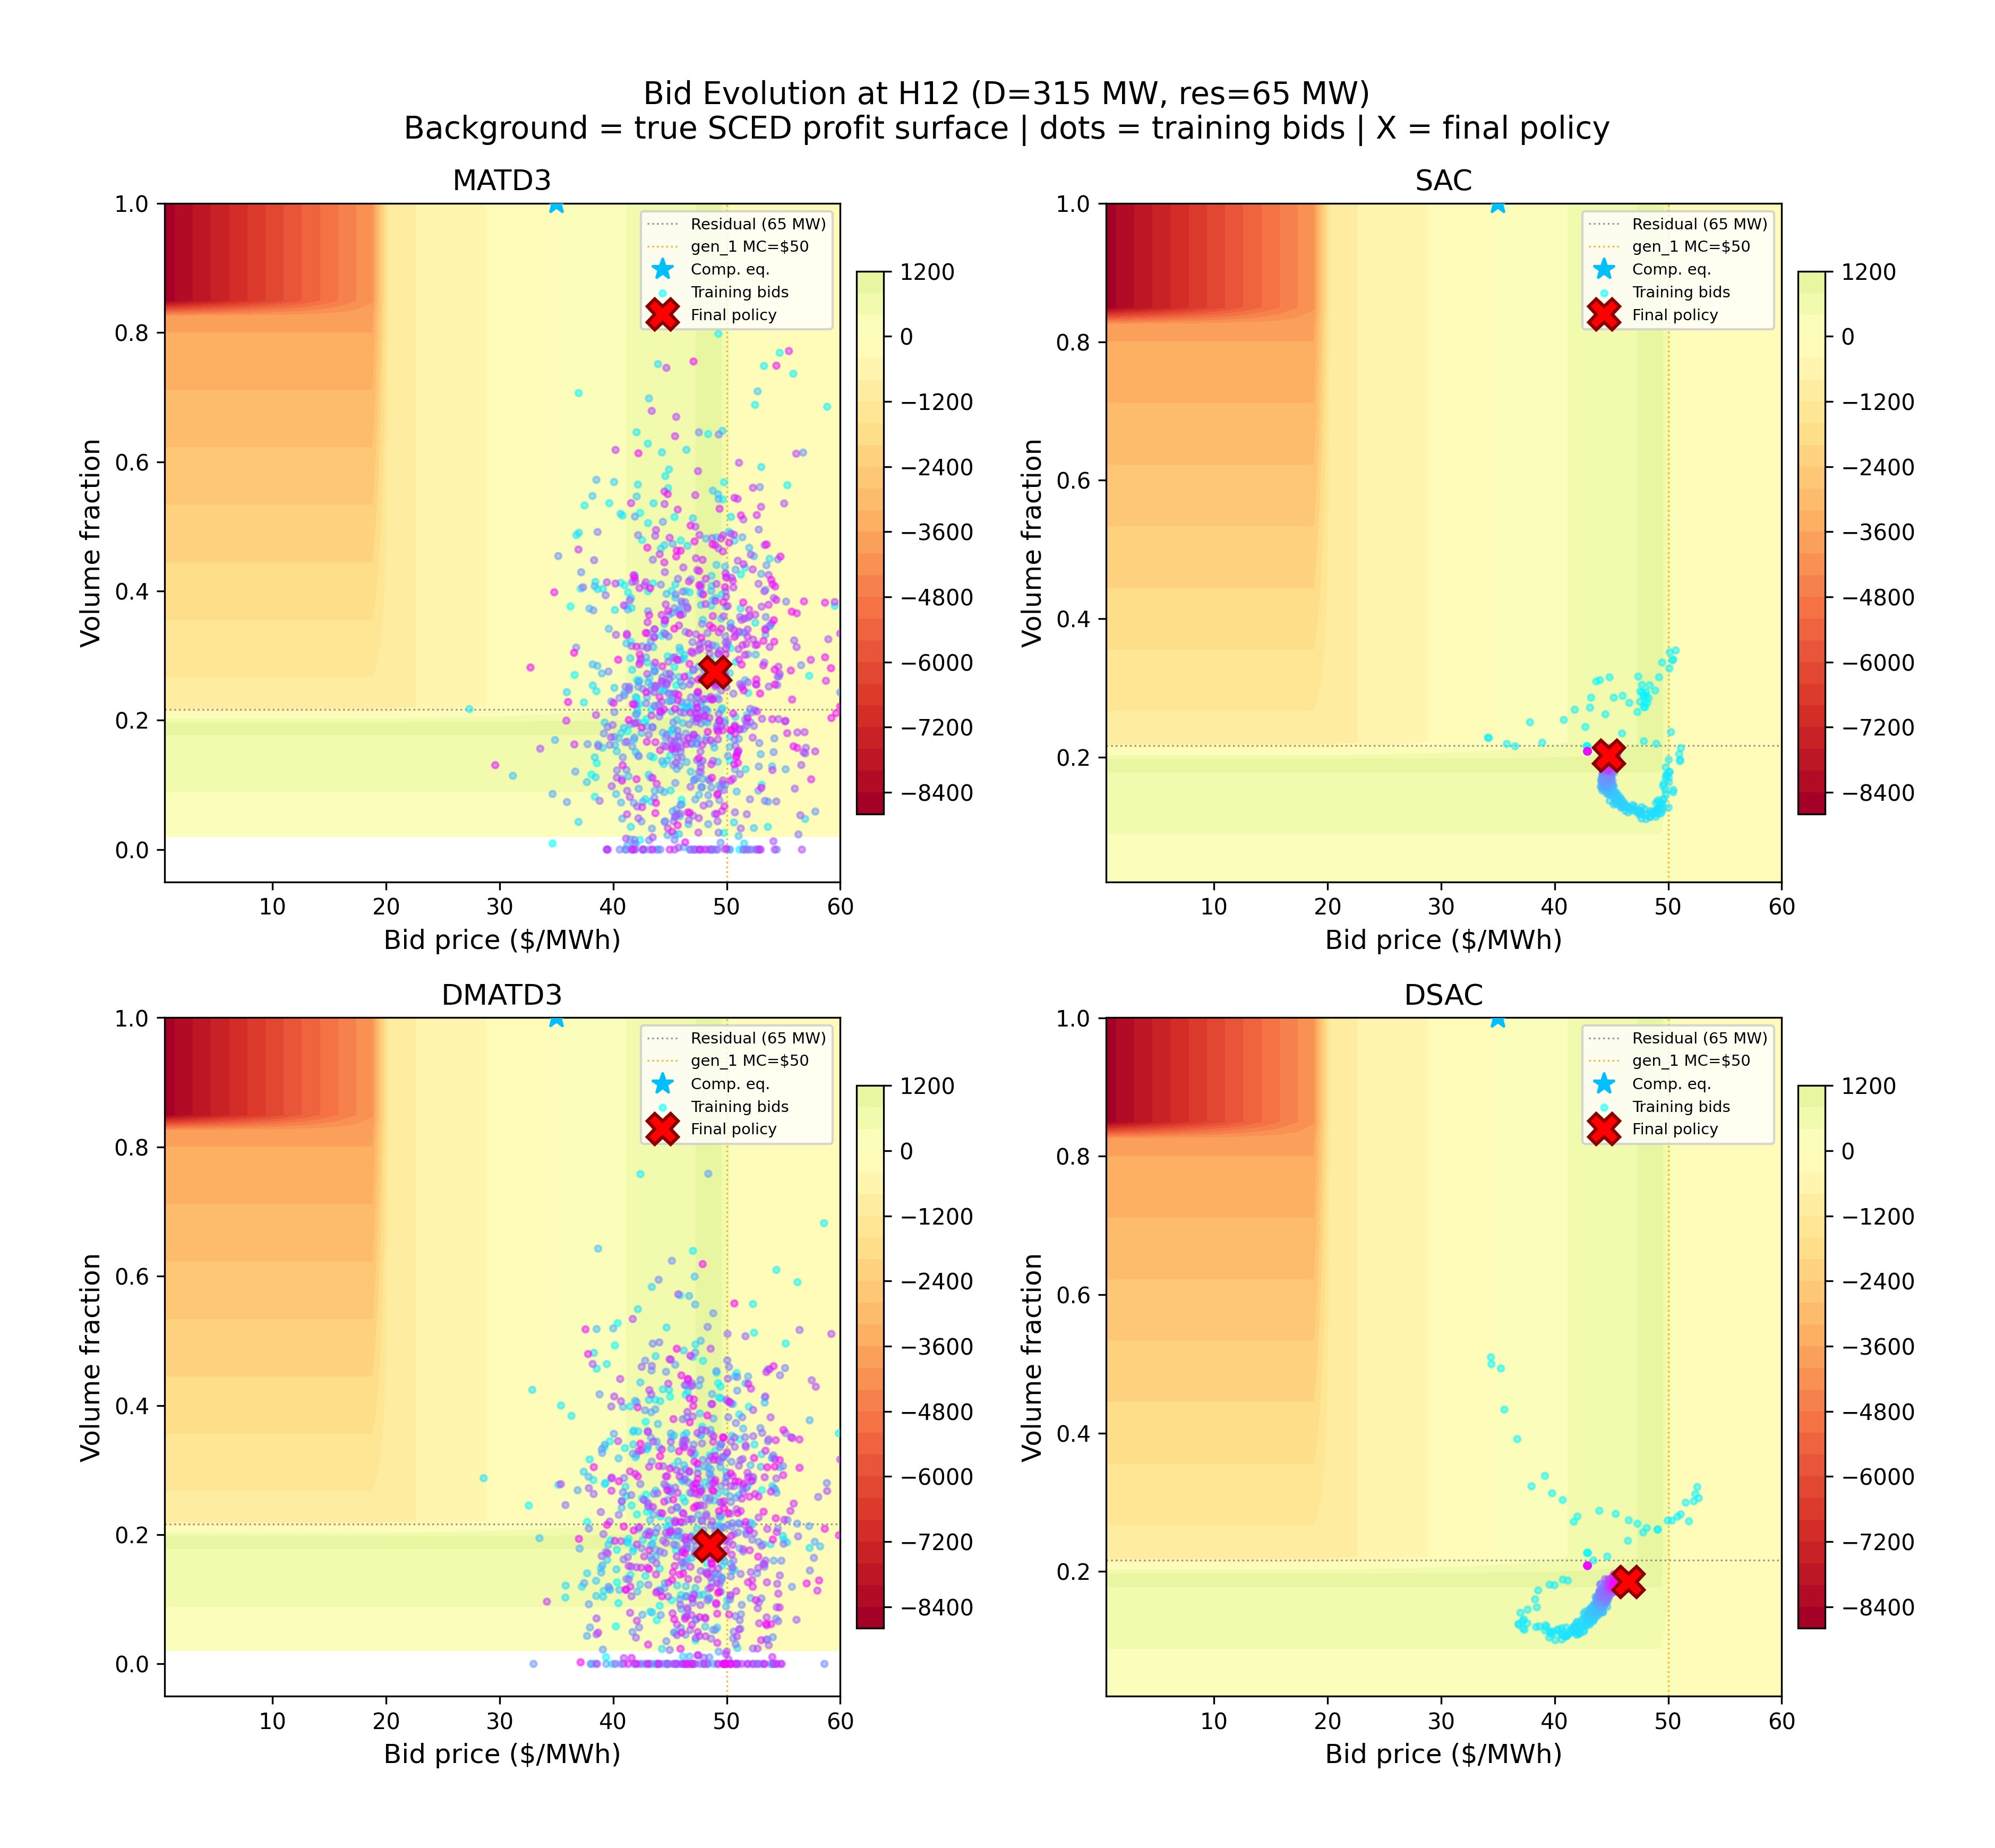 Bid Evolution at H12 (D=315 MW, res=65 MW)
Background = true SCED profit surface | dots = training bids | X = final policy
MATD3
1.0
0.8
0.6
0.4
0.2
0.0
Volume fraction
10
20
30
40
50
60
Bid price ($/MWh)
Residual (65 MW)
gen_1 MC=$50
Comp. eq.
Training bids
Final policy
1200
0
−1200
−2400
−3600
−4800
−6000
−7200
−8400
SAC
1.0
0.8
0.6
0.4
0.2
Volume fraction
10
20
30
40
50
60
Bid price ($/MWh)
Residual (65 MW)
gen_1 MC=$50
Comp. eq.
Training bids
Final policy
1200
0
−1200
−2400
−3600
−4800
−6000
−7200
−8400
DMATD3
1.0
0.8
0.6
0.4
0.2
0.0
Volume fraction
10
20
30
40
50
60
Bid price ($/MWh)
Residual (65 MW)
gen_1 MC=$50
Comp. eq.
Training bids
Final policy
1200
0
−1200
−2400
−3600
−4800
−6000
−7200
−8400
DSAC
1.0
0.8
0.6
0.4
0.2
Volume fraction
10
20
30
40
50
60
Bid price ($/MWh)
Residual (65 MW)
gen_1 MC=$50
Comp. eq.
Training bids
Final policy
1200
0
−1200
−2400
−3600
−4800
−6000
−7200
−8400